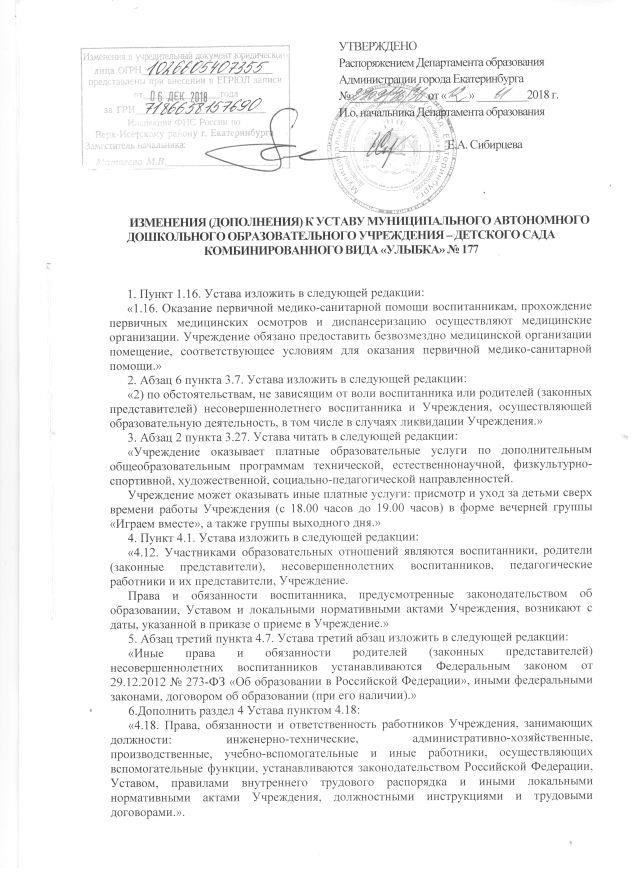 Изменения в учредительный документ юридического
лица ОГРН 1026605407355
представлены при внесении в ЕГРЮЛ записи
от 06 ДЕК 2018 года
за ГРН 7186658157690
Инспекция ФНС России по
Верх-Исетскому району г. Екатеринбурга
Заместитель начальника:
Матвеева М.В.
УТВЕРЖДЕНО
Распоряжением Департамента образования
Администрации города Екатеринбурга
№ от « 12 » 11 2018 г.
И.о. начальника Департамента образования
Е.А. Сибирцева
ИЗМЕНЕНИЯ (ДОПОЛНЕНИЯ) К УСТАВУ МУНИЦИПАЛЬНОГО АВТОНОМНОГО
ДОШКОЛЬНОГО ОБРАЗОВАТЕЛЬНОГО УЧРЕЖДЕНИЯ – ДЕТСКОГО САДА
КОМБИНИРОВАННОГО ВИДА «УЛЫБКА» № 177
1. Пункт 1.16. Устава изложить в следующей редакции:
«1.16. Оказание первичной медико-санитарной помощи воспитанникам, прохождение
первичных медицинских осмотров и диспансеризацию осуществляют медицинские
организации. Учреждение обязано предоставить безвозмездно медицинской организации
помещение, соответствующее условиям для оказания первичной медико-санитарной
помощи.»
2. Абзац 6 пункта 3.7. Устава изложить в следующей редакции:
«2) по обстоятельствам, не зависящим от воли воспитанника или родителей (законных
представителей) несовершеннолетнего воспитанника и Учреждения, осуществляющей
образовательную деятельность, в том числе в случаях ликвидации Учреждения.»
3. Абзац 2 пункта 3.27. Устава читать в следующей редакции:
«Учреждение оказывает платные образовательные услуги по дополнительным
общеобразовательным программам технической, естественнонаучной, физкультурно-
спортивной, художественной, социально-педагогической направленностей.
Учреждение может оказывать иные платные услуги: присмотр и уход за детьми сверх
времени работы Учреждения (с 18.00 часов до 19.00 часов) в форме вечерней группы
«Играем вместе», а также группы выходного дня.»
4. Пункт 4.1. Устава изложить в следующей редакции:
«4.12. Участниками образовательных отношений являются воспитанники, родители
(законные представители), несовершеннолетних воспитанников, педагогические
работники и их представители, Учреждение.
Права и обязанности воспитанника, предусмотренные законодательством об
образовании, Уставом и локальными нормативными актами Учреждения, возникают с
даты, указанной в приказе о приеме в Учреждение.»
5. Абзац третий пункта 4.7. Устава третий абзац изложить в следующей редакции:
«Иные права и обязанности родителей (законных представителей)
несовершеннолетних воспитанников устанавливаются Федеральным законом от
29.12.2012 № 273-ФЗ «Об образовании в Российской Федерации», иными федеральными
законами, договором об образовании (при его наличии).»
6.Дополнить раздел 4 Устава пунктом 4.18:
«4.18. Права, обязанности и ответственность работников Учреждения, занимающих
должности: инженерно-технические, административно-хозяйственные,
производственные, учебно-вспомогательные и иные работники, осуществляющих
вспомогательные функции, устанавливаются законодательством Российской Федерации,
Уставом, правилами внутреннего трудового распорядка и иными локальными
нормативными актами Учреждения, должностными инструкциями и трудовыми
договорами.».